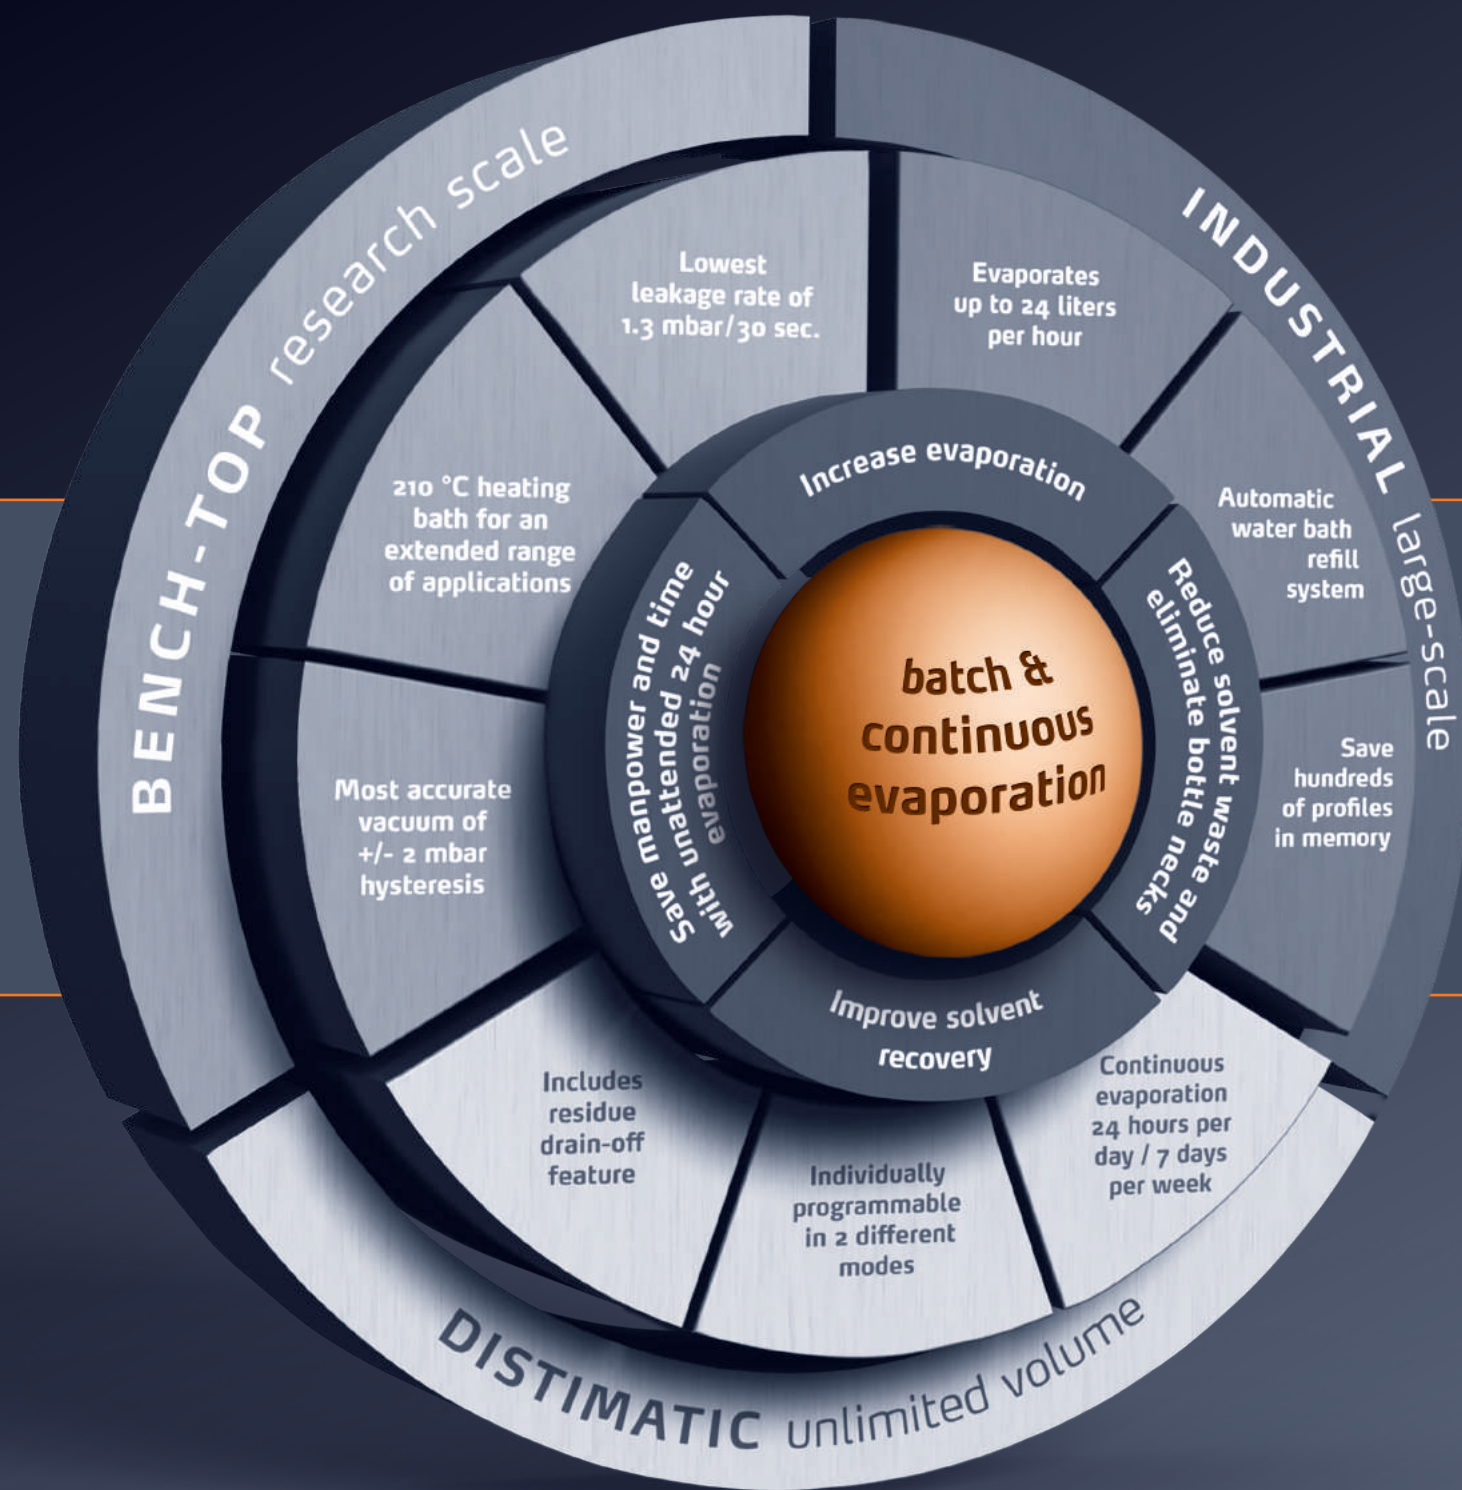 BENCH-TOP research scale
INDUSTRIAL large-scale
Lowest
leakage rate of
1.3 mbar/30 sec.
Evaporates
up to 24 liters
per hour
210 °C heating
bath for an
extended range
of applications
Automatic
water bath
refill
system
Most accurate
vacuum of
+/- 2 mbar
hysteresis
Save
hundreds
of profiles
in memory
Increase evaporation
Save manpower and time
with unattended 24 hour
evaporation
Reduce solvent waste and
eliminate bottle necks
batch &
continuous
evaporation
Improve solvent
recovery
Includes
residue
drain-off
feature
Individually
programmable
in 2 different
modes
Continuous
evaporation
24 hours per
day / 7 days
per week
DISTIMATIC unlimited volume